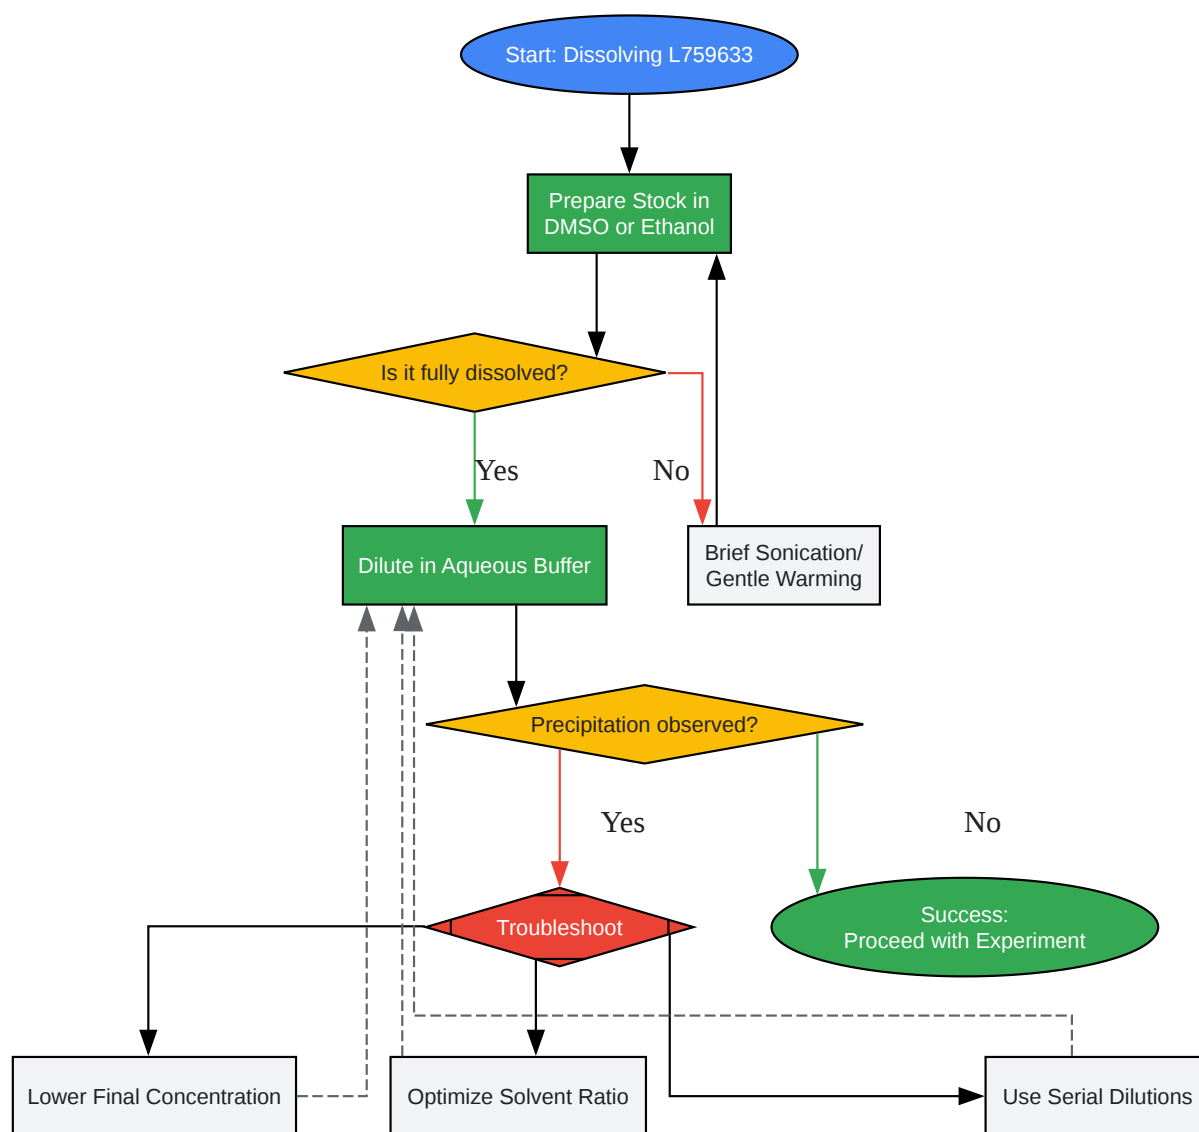 Start: Dissolving L759633
Prepare Stock in
DMSO or Ethanol
Is it fully dissolved?
Yes
No
Dilute in Aqueous Buffer
Brief Sonication/
Gentle Warming
Precipitation observed?
Yes
No
Troubleshoot
Success:
Proceed with Experiment
Lower Final Concentration
Optimize Solvent Ratio
Use Serial Dilutions